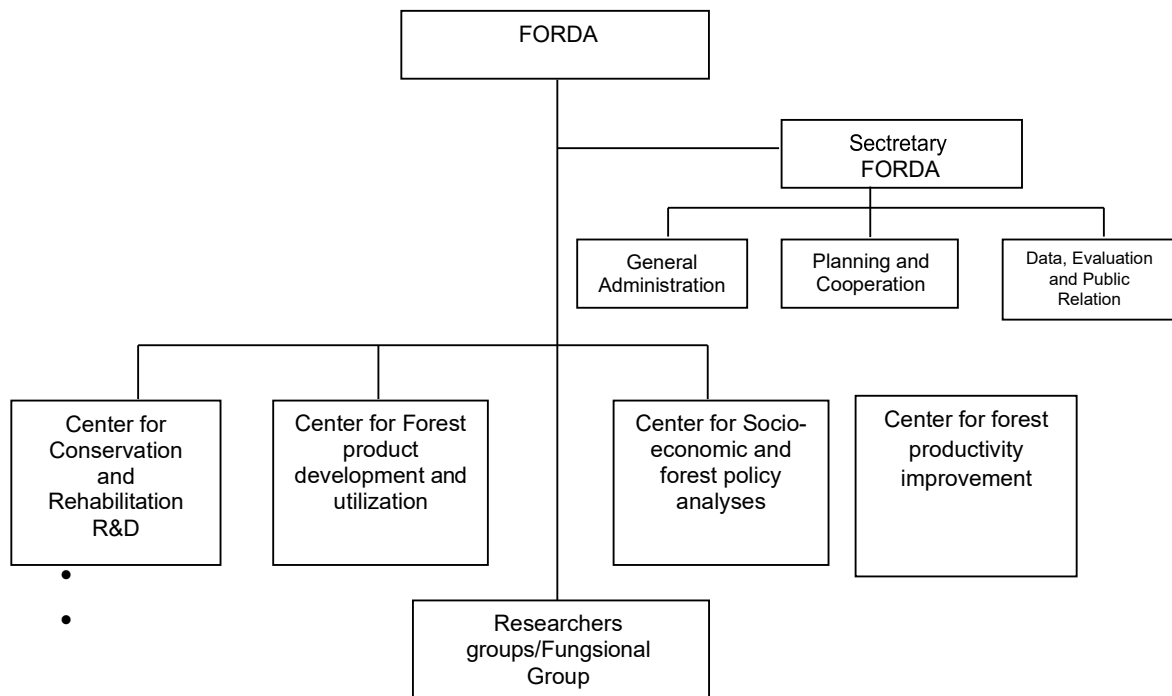 FORDA
Sectretary
FORDA
General
Administration
Planning and
Cooperation
Data, Evaluation
and Public
Relation
Center for
Conservation
and
Rehabilitation
R&D
Center for Forest
product
development and
utilization
Center for Socio-
economic and
forest policy
analyses
Center for forest
productivity
improvement
Researchers
groups/Fungsional
Group